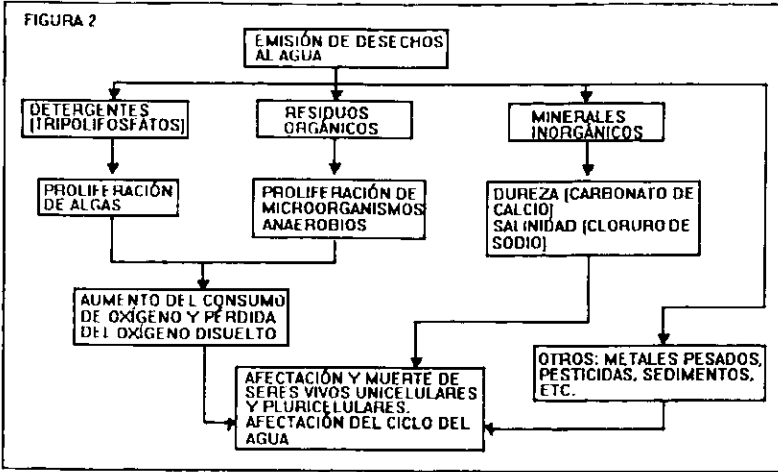 FIGURA 2
EMISIÓN DE DESECHOS
AL AGUA
DETERGENTES
(TRIPOLIFOSFATOS)
RESIDUOS
ORGÁNICOS
MINERALES
INORGÁNICOS
PROLIFERACIÓN
DE ALGAS
PROLIFERACIÓN DE
MICROORGANISMOS
ANAEROBIOS
DUREZA (CARBONATO DE
CALCIO)
SALINIDAD (CLORURO DE
SODIO)
AUMENTO DEL CONSUMO
DE OXÍGENO Y PÉRDIDA
DEL OXÍGENO DISUELTO
OTROS: METALES PESADOS,
PESTICIDAS, SEDIMENTOS,
ETC.
AFECTACIÓN Y MUERTE DE
SERES VIVOS UNICELULARES
Y PLURICELULARES.
AFECTACIÓN DEL CICLO DEL
AGUA